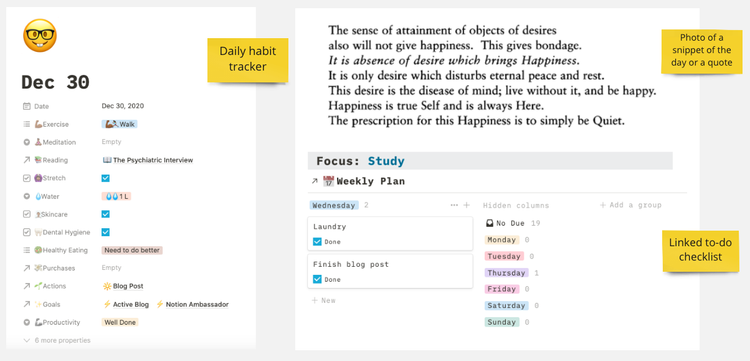 Dec 30
Date Dec 30, 2020
Exercise Walk
Meditation Empty
Reading The Psychiatric Interview
Stretch
Water 1 L
Skincare
Dental Hygiene
Healthy Eating Need to do better
Purchases Empty
Actions Blog Post
Goals Active Blog Notion Ambassador
Productivity Well Done
6 more properties
Daily habit
tracker
The sense of attainment of objects of desires
also will not give happiness. This gives bondage.
It is absence of desire which brings Happiness.
It is only desire which disturbs eternal peace and rest.
This desire is the disease of mind; live without it, and be happy.
Happiness is true Self and is always Here.
The prescription for this Happiness is to simply be Quiet.
Photo of a
snippet of the
day or a quote
Focus: Study
Weekly Plan
Wednesday 2
Laundry
Done
Finish blog post
Done
+ New
Hidden columns + Add a group
No Due 19
Monday 0
Tuesday 0
Thursday 1
Friday 0
Saturday 0
Sunday 0
Linked to-do
checklist